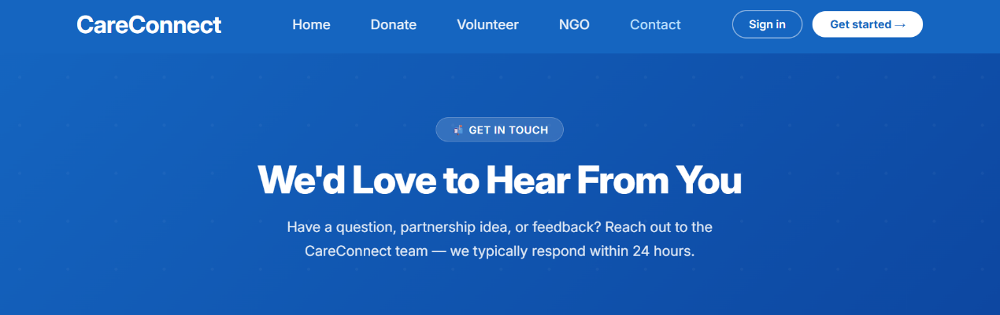 CareConnect
Home
Donate
Volunteer
NGO
Contact
Sign in
Get started →
GET IN TOUCH
We'd Love to Hear From You
Have a question, partnership idea, or feedback? Reach out to the
CareConnect team — we typically respond within 24 hours.